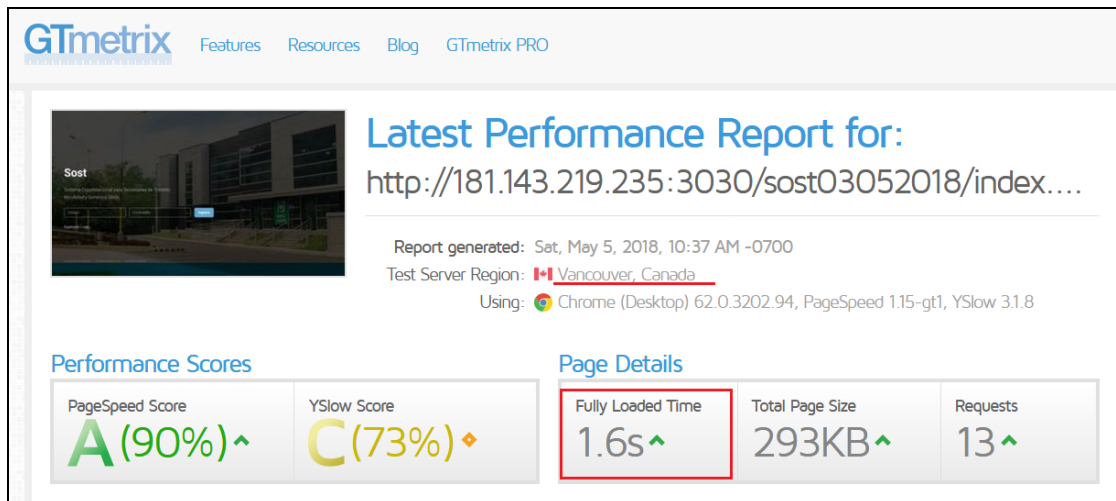 GTmetrix Features Resources Blog GTmetrix PRO
Latest Performance Report for:
http://181.143.219.235:3030/sost03052018/index....
Sost
Report generated: Sat, May 5, 2018, 10:37 AM -0700
Test Server Region: Vancouver, Canada
Using: Chrome (Desktop) 62.0.3202.94, PageSpeed 1.15-gt1, YSlow 3.1.8
Performance Scores
Page Details
PageSpeed Score
YSlow Score
Fully Loaded Time
Total Page Size
Requests
A (90%)
C (73%)
1.6s
293KB
13